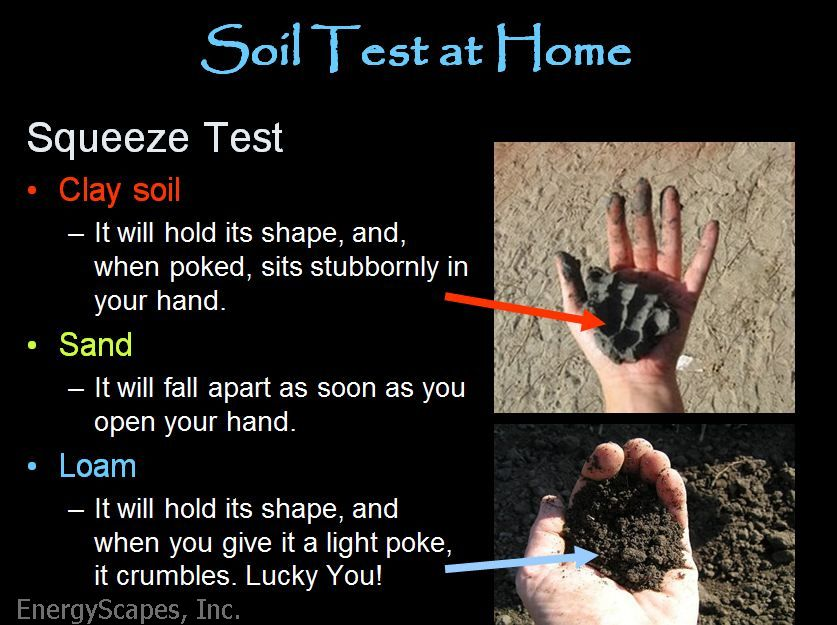 Soil Test at Home
Squeeze Test
• Clay soil
– It will hold its shape, and,
when poked, sits stubbornly in
your hand.
• Sand
– It will fall apart as soon as you
open your hand.
• Loam
– It will hold its shape, and
when you give it a light poke,
it crumbles. Lucky You!
EnergyScapes, Inc.